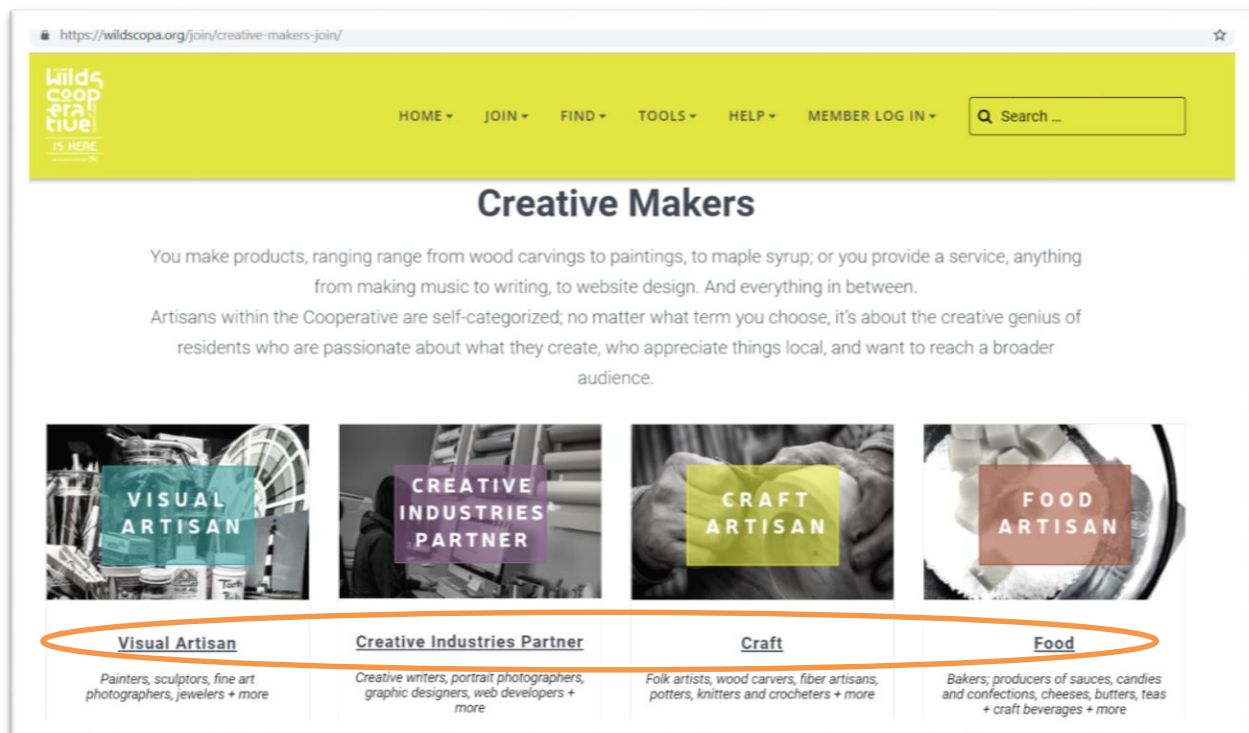 https://wildscopa.org/join/creative-makers-join/
wilds
coop
era
tive
IS HERE
HOME
JOIN
FIND
TOOLS
HELP
MEMBER LOG IN
Search ...
Creative Makers
You make products, ranging range from wood carvings to paintings, to maple syrup; or you provide a service, anything
from making music to writing, to website design. And everything in between.
Artisans within the Cooperative are self-categorized; no matter what term you choose, it's about the creative genius of
residents who are passionate about what they create, who appreciate things local, and want to reach a broader
audience.
VISUAL
ARTISAN
CREATIVE
INDUSTRIES
PARTNER
CRAFT
ARTISAN
FOOD
ARTISAN
Visual Artisan
Painters, sculptors, fine art
photographers, jewelers + more
Creative Industries Partner
Creative writers, portrait photographers,
graphic designers, web developers +
more
Craft
Folk artists, wood carvers, fiber artisans,
potters, knitters and crocheters + more
Food
Bakers; producers of sauces, candies
and confections, cheeses, butters, teas
+ craft beverages + more